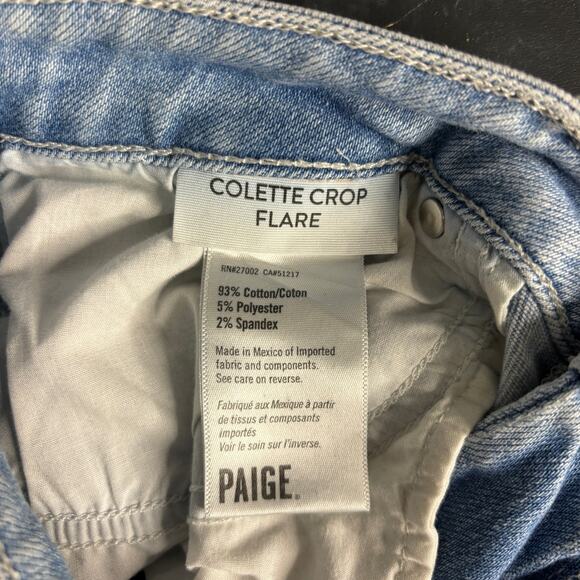 COLETTE CROP
FLARE
RN#27002 CA#51217
93% Cotton/Coton
5% Polyester
2% Spandex
Made in Mexico of Imported
fabric and components.
See care on reverse.
Fabriqué aux Mexique à partir
de tissus et composants
importés
Voir le soin sur l'inverse.
PAIGE.